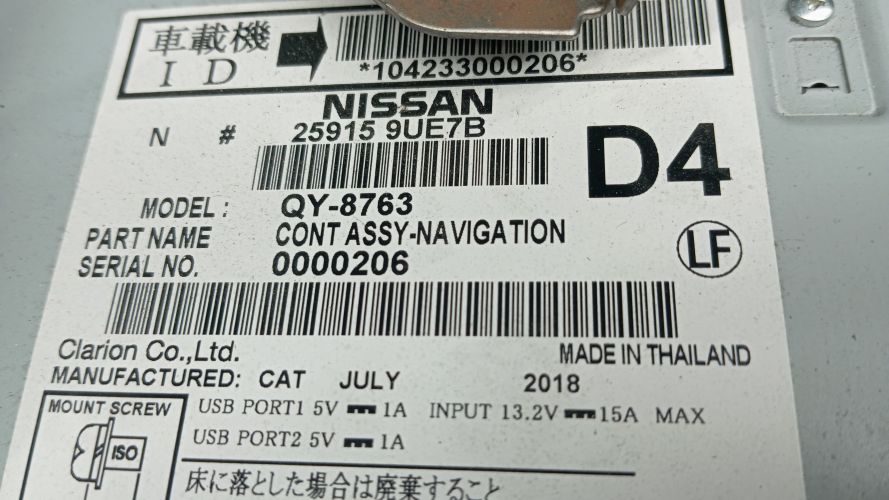 車載機
ID
*104233000206*
NISSAN
N # 25915 9UE7B
D4
MODEL : QY-8763
PART NAME CONT ASSY-NAVIGATION
SERIAL NO. 0000206
LF
Clarion Co.,Ltd. MADE IN THAILAND
MANUFACTURED: CAT JULY 2018
MOUNT SCREW
ISO
USB PORT1 5V ⎓ 1A INPUT 13.2V ⎓ 15A MAX
USB PORT2 5V ⎓ 1A
床に落とした場合は廃棄すること